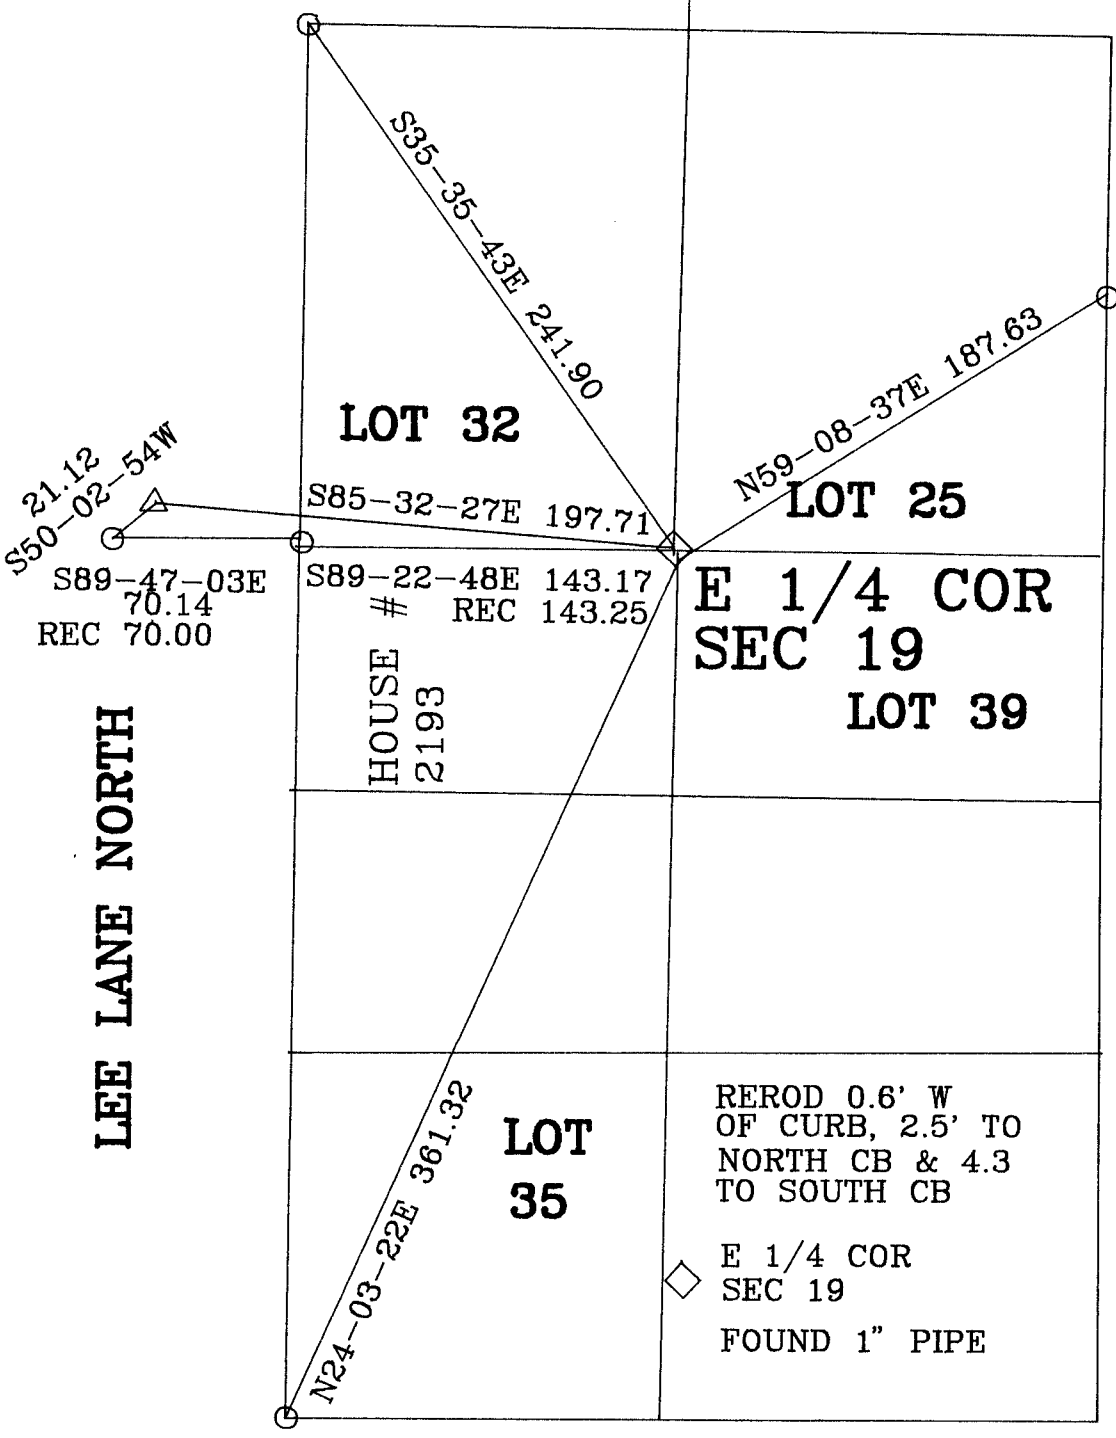 S35-35-43E 241.90
N59-08-37E 187.63
LOT 32
LOT 25
21.12
S50-02-54W
S85-32-27E 197.71
S89-47-03E
70.14
REC 70.00
S89-22-48E 143.17
REC 143.25
E 1/4 COR
SEC 19
LOT 39
HOUSE #
2193
LEE LANE NORTH
N24-03-22E 361.32
LOT
35
REROD 0.6' W
OF CURB, 2.5' TO
NORTH CB & 4.3
TO SOUTH CB
E 1/4 COR
SEC 19
FOUND 1" PIPE